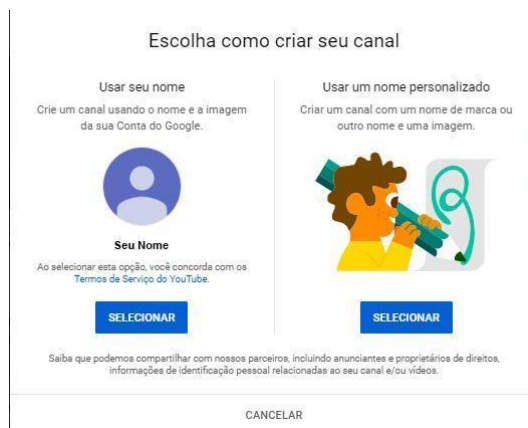 Escolha como criar seu canal
Usar seu nome
Crie um canal usando o nome e a imagem
da sua Conta do Google.
Seu Nome
Ao selecionar esta opção, você concorda com os
Termos de Serviço do YouTube.
SELECIONAR
Usar um nome personalizado
Criar um canal com um nome de marca ou
outro nome e uma imagem.
SELECIONAR
Saiba que podemos compartilhar com nossos parceiros, incluindo anunciantes e proprietários de direitos,
informações de identificação pessoal relacionadas ao seu canal e/ou vídeos.
CANCELAR